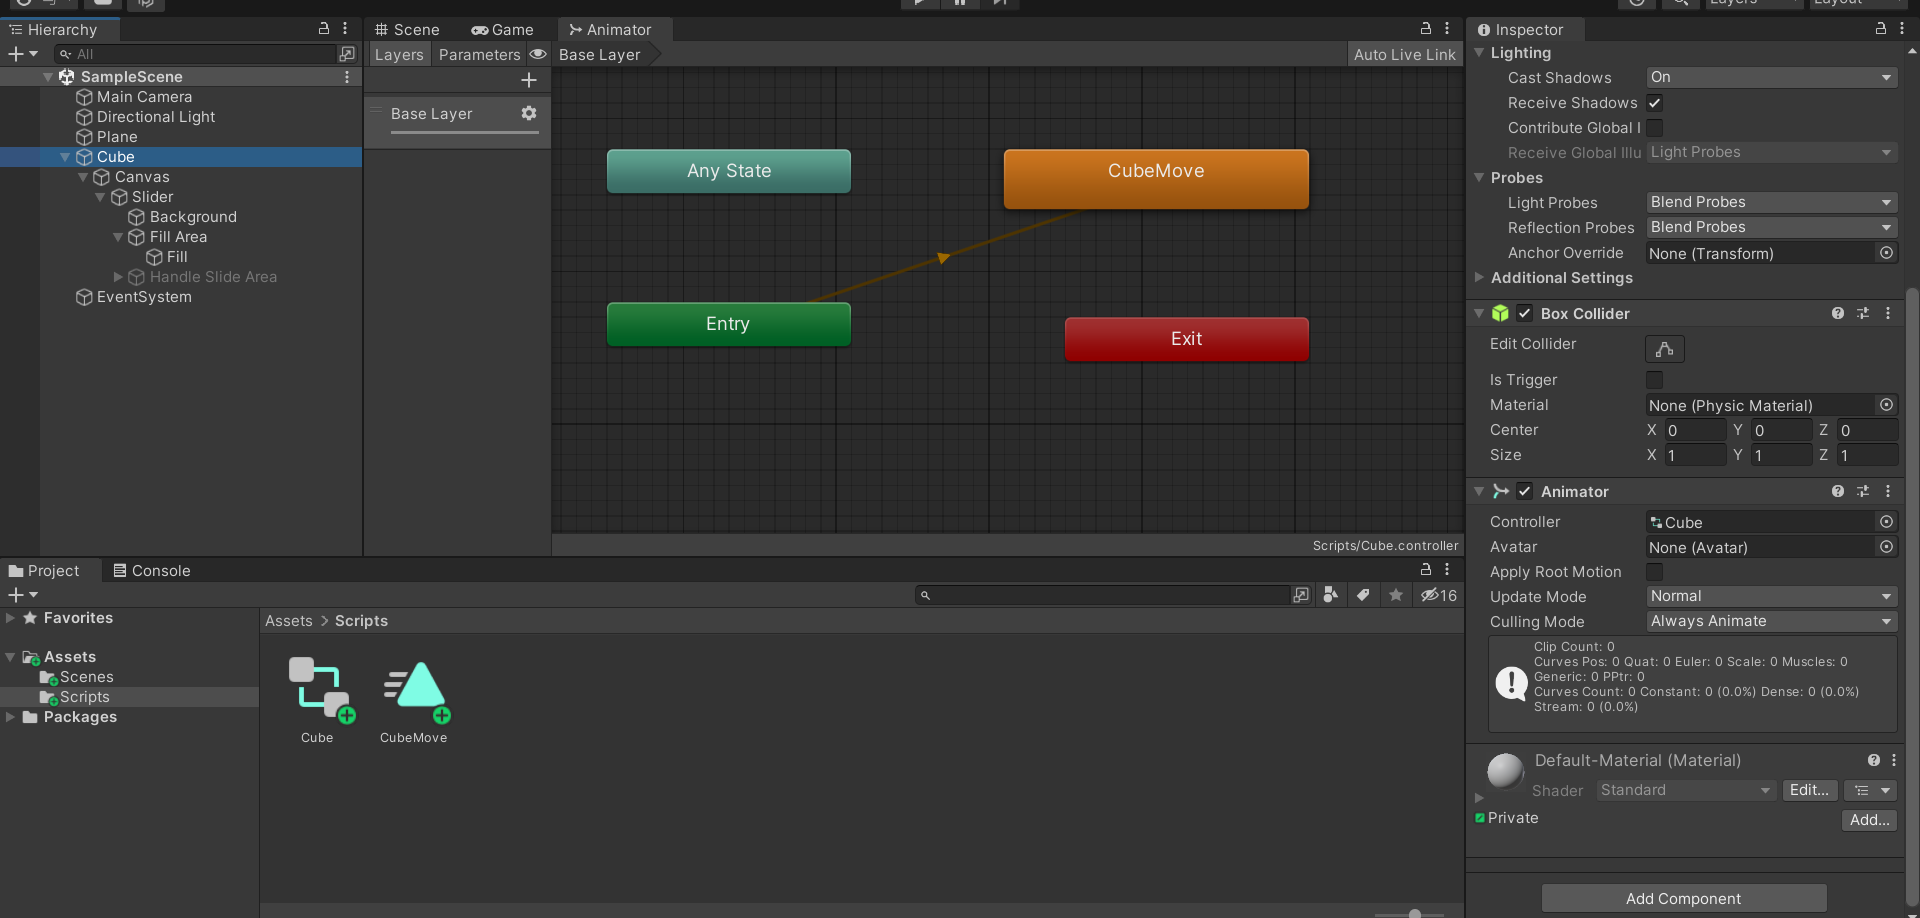 Layers
Layout
Hierarchy
All
SampleScene
Main Camera
Directional Light
Plane
Cube
Canvas
Slider
Background
Fill Area
Fill
Handle Slide Area
EventSystem
Scene
Game
Animator
Layers
Parameters
Base Layer
Auto Live Link
Base Layer
Any State
CubeMove
Entry
Exit
Scripts/Cube.controller
Project
Console
16
Favorites
Assets
Scenes
Scripts
Packages
Assets > Scripts
Cube
CubeMove
Inspector
Lighting
Cast Shadows On
Receive Shadows
Contribute Global I
Receive Global Illu Light Probes
Probes
Light Probes Blend Probes
Reflection Probes Blend Probes
Anchor Override None (Transform)
Additional Settings
Box Collider
Edit Collider
Is Trigger
Material None (Physic Material)
Center X 0 Y 0 Z 0
Size X 1 Y 1 Z 1
Animator
Controller Cube
Avatar None (Avatar)
Apply Root Motion
Update Mode Normal
Culling Mode Always Animate
Clip Count: 0
Curves Pos: 0 Quat: 0 Euler: 0 Scale: 0 Muscles: 0
Generic: 0 PPtr: 0
Curves Count: 0 Constant: 0 (0.0%) Dense: 0 (0.0%)
Stream: 0 (0.0%)
Default-Material (Material)
Shader Standard Edit...
Private
Add...
Add Component